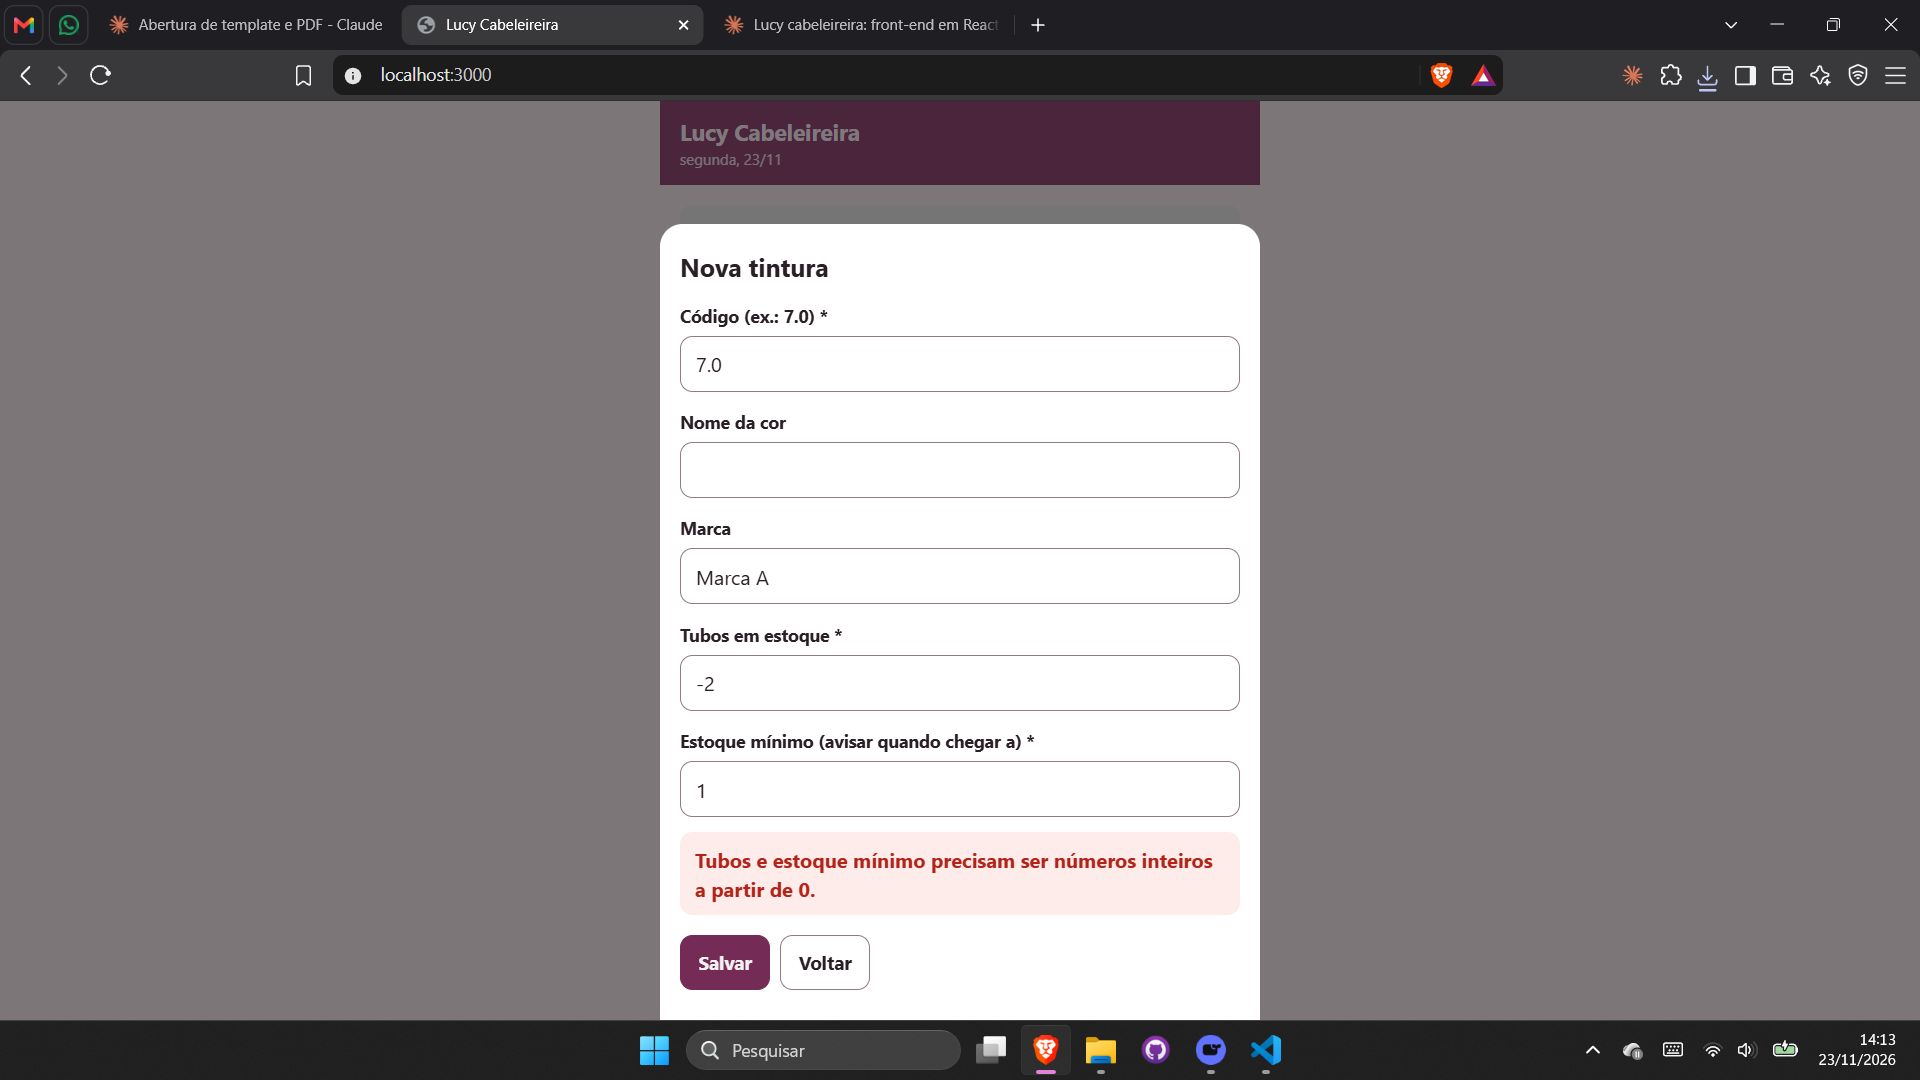 Abertura de template e PDF - Claude
Lucy Cabeleireira
Lucy cabeleireira: front-end em React
localhost:3000
Lucy Cabeleireira
segunda, 23/11
Nova tintura
Código (ex.: 7.0) *
7.0
Nome da cor
Marca
Marca A
Tubos em estoque *
-2
Estoque mínimo (avisar quando chegar a) *
1
Tubos e estoque mínimo precisam ser números inteiros
a partir de 0.
Salvar
Voltar
Pesquisar
14:13
23/11/2026